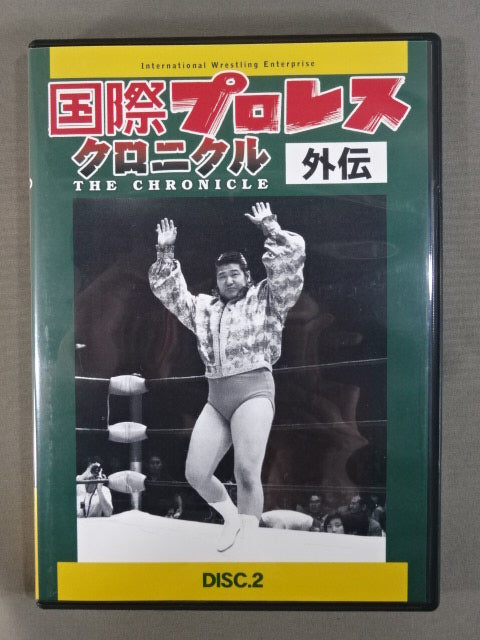 International Wrestling Enterprise
国際プロレス
クロニクル
THE CHRONICLE
外伝
DISC.2